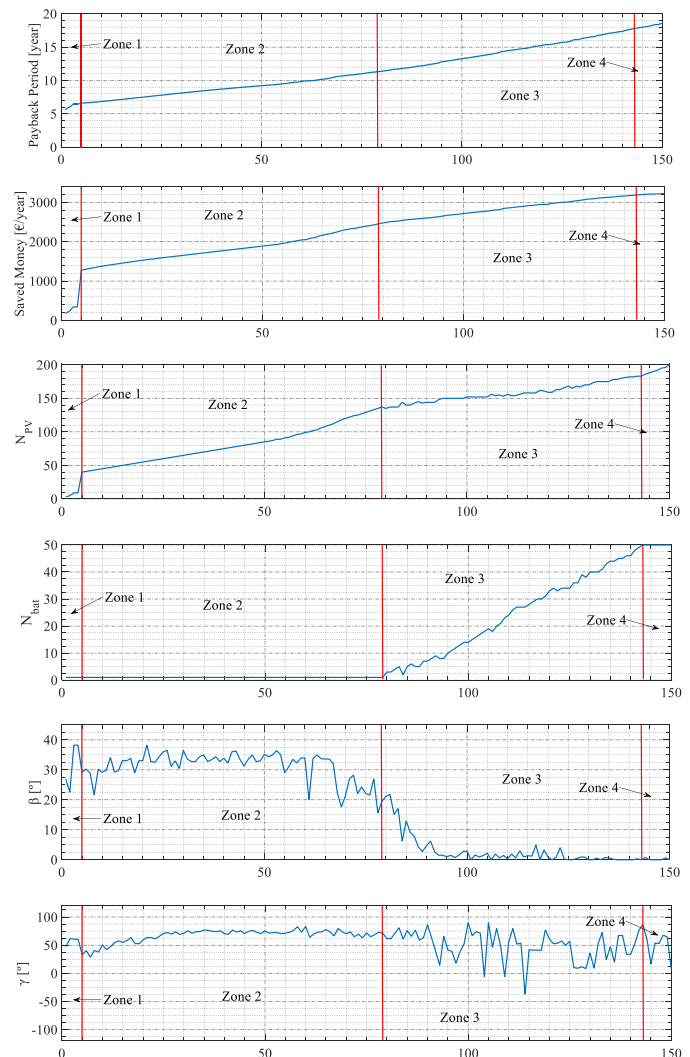 20
15
10
5
0
Payback Period [year]
Zone 1
Zone 2
Zone 3
Zone 4
0
50
100
150
3000
2000
1000
0
Saved Money [€/year]
Zone 1
Zone 2
Zone 3
Zone 4
0
50
100
150
200
150
100
50
0
N_PV
Zone 1
Zone 2
Zone 3
Zone 4
0
50
100
150
50
40
30
20
10
0
N_bat
Zone 1
Zone 2
Zone 3
Zone 4
0
50
100
150
40
30
20
10
0
β [º]
Zone 1
Zone 2
Zone 3
Zone 4
0
50
100
150
100
50
0
-50
-100
γ [º]
Zone 1
Zone 2
Zone 3
Zone 4
0
50
100
150